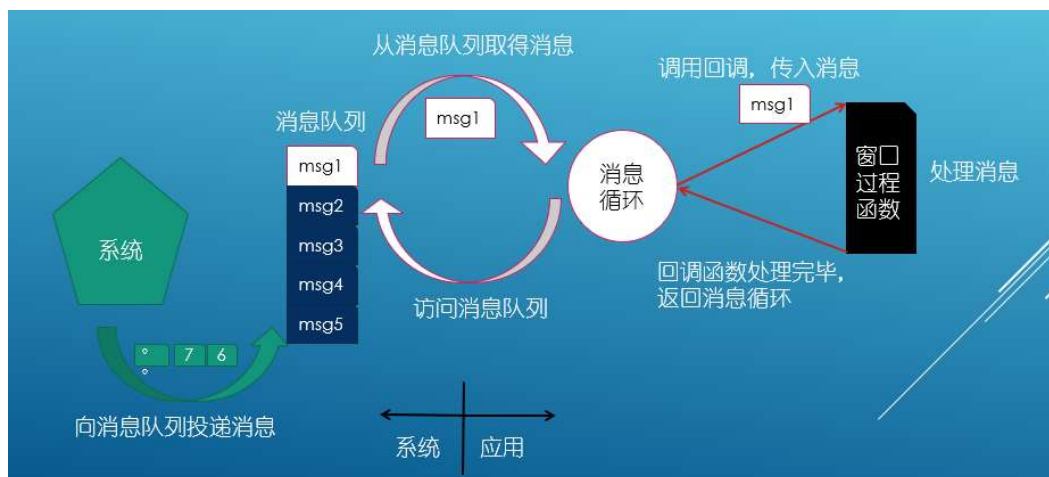 从消息队列取得消息
msg1
调用回调，传入消息
msg1
消息队列
msg1
msg2
msg3
msg4
msg5
系统
消息
循环
窗口
过程
函数
处理消息
访问消息队列
回调函数处理完毕，
返回消息循环
。 7 6
。
向消息队列投递消息
系统 应用